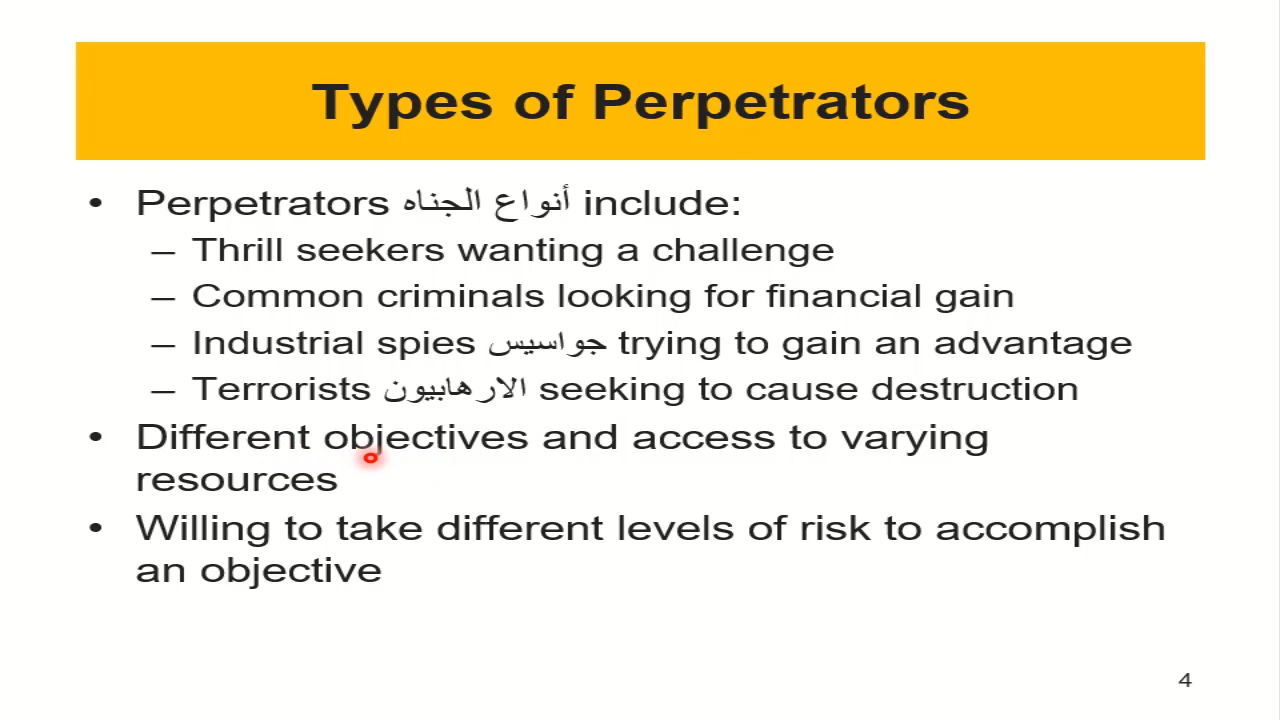 Types of Perpetrators
• Perpetrators أنواع الجناه include:
– Thrill seekers wanting a challenge
– Common criminals looking for financial gain
– Industrial spies جواسيس trying to gain an advantage
– Terrorists الارهابيون seeking to cause destruction
• Different objectives and access to varying
resources
• Willing to take different levels of risk to accomplish
an objective
4